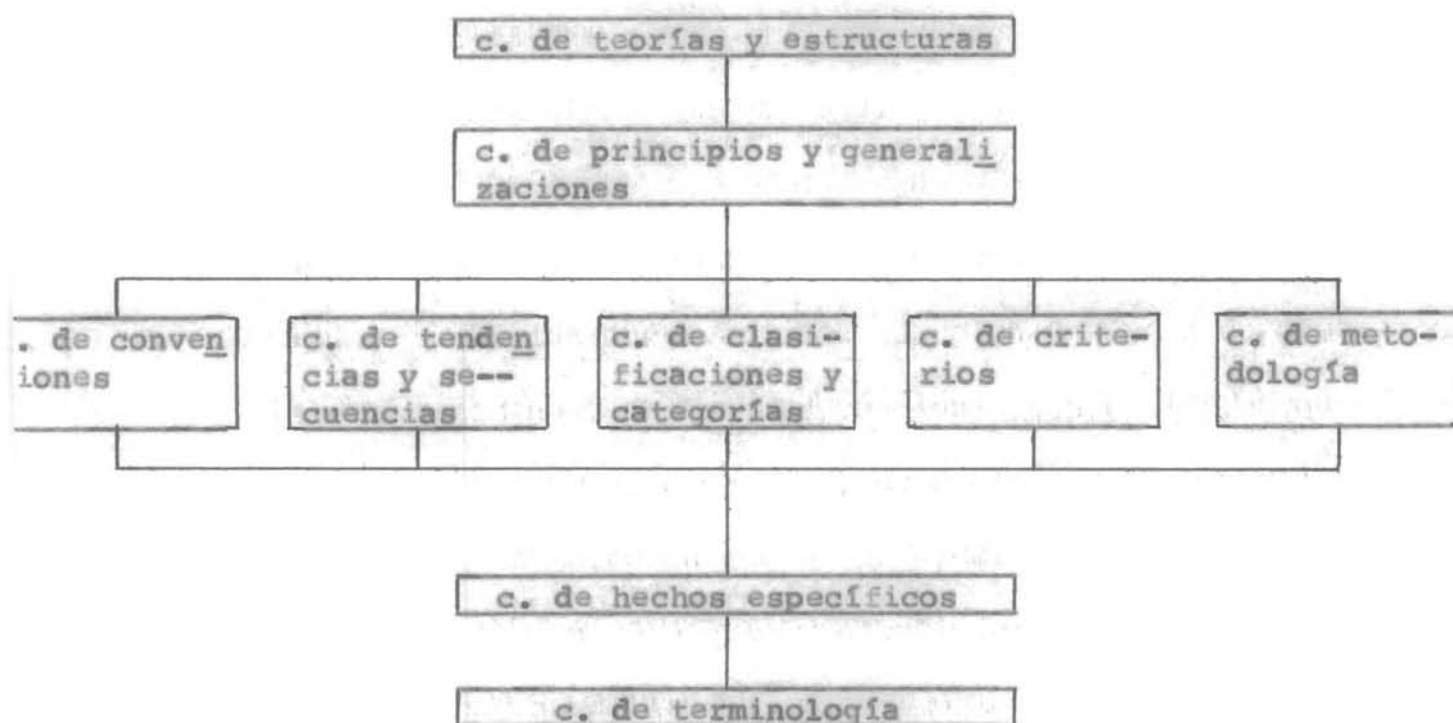 c. de teorías y estructuras
c. de principios y generali
zaciones
. de conven
iones
c. de tenden
cias y se--
cuencias
c. de clasi-
ficaciones y
categorías
c. de crite-
rios
c. de meto-
dología
c. de hechos específicos
c. de terminología